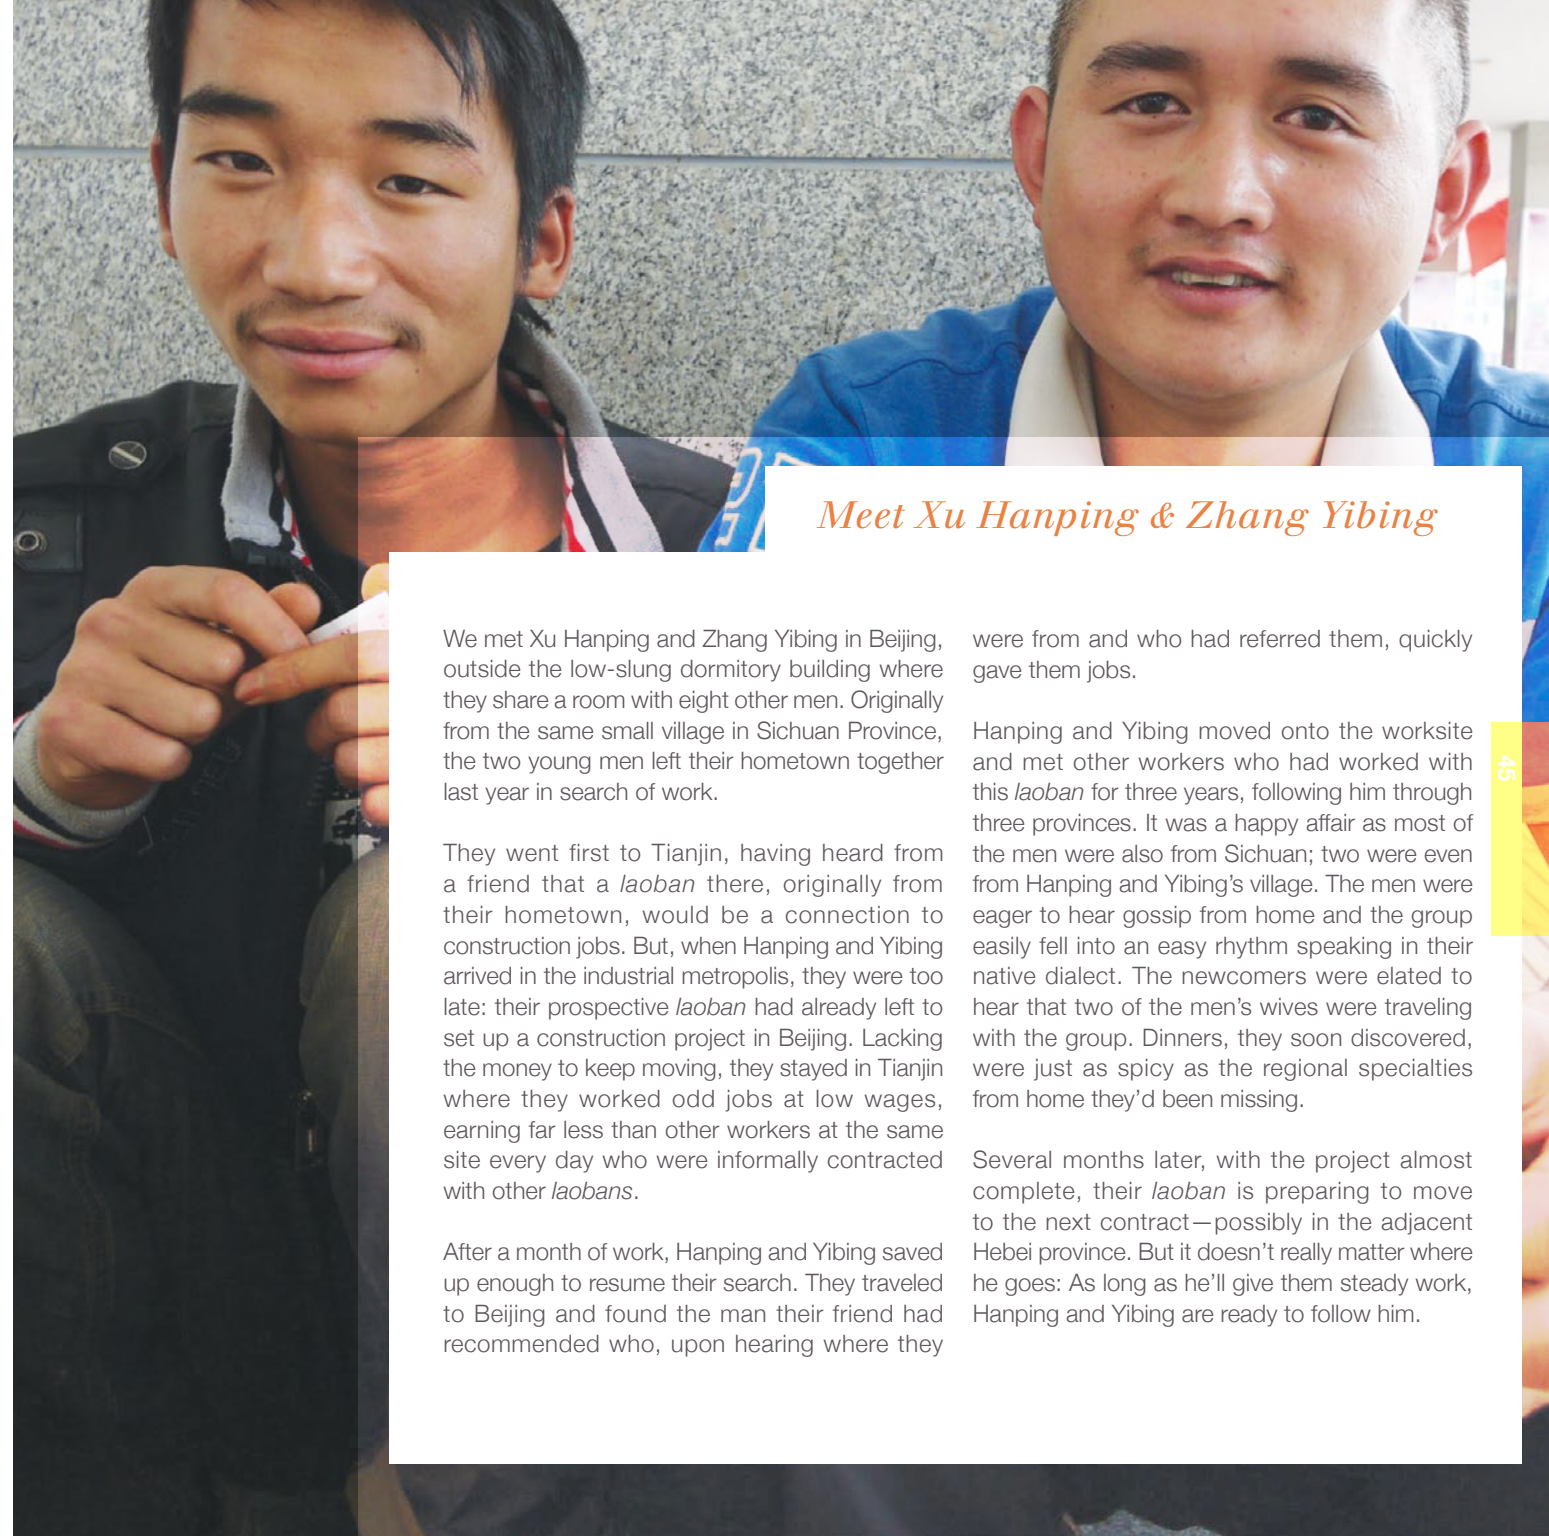 Meet Xu Hanping & Zhang Yibing
We met Xu Hanping and Zhang Yibing in Beijing,
outside the low-slung dormitory building where
they share a room with eight other men. Originally
from the same small village in Sichuan Province,
the two young men left their hometown together
last year in search of work.
They went first to Tianjin, having heard from
a friend that a laoban there, originally from
their hometown, would be a connection to
construction jobs. But, when Hanping and Yibing
arrived in the industrial metropolis, they were too
late: their prospective laoban had already left to
set up a construction project in Beijing. Lacking
the money to keep moving, they stayed in Tianjin
where they worked odd jobs at low wages,
earning far less than other workers at the same
site every day who were informally contracted
with other laobans.
After a month of work, Hanping and Yibing saved
up enough to resume their search. They traveled
to Beijing and found the man their friend had
recommended who, upon hearing where they
were from and who had referred them, quickly
gave them jobs.
Hanping and Yibing moved onto the worksite
and met other workers who had worked with
this laoban for three years, following him through
three provinces. It was a happy affair as most of
the men were also from Sichuan; two were even
from Hanping and Yibing’s village. The men were
eager to hear gossip from home and the group
easily fell into an easy rhythm speaking in their
native dialect. The newcomers were elated to
hear that two of the men’s wives were traveling
with the group. Dinners, they soon discovered,
were just as spicy as the regional specialties
from home they’d been missing.
Several months later, with the project almost
complete, their laoban is preparing to move
to the next contract—possibly in the adjacent
Hebei province. But it doesn’t really matter where
he goes: As long as he’ll give them steady work,
Hanping and Yibing are ready to follow him.
45